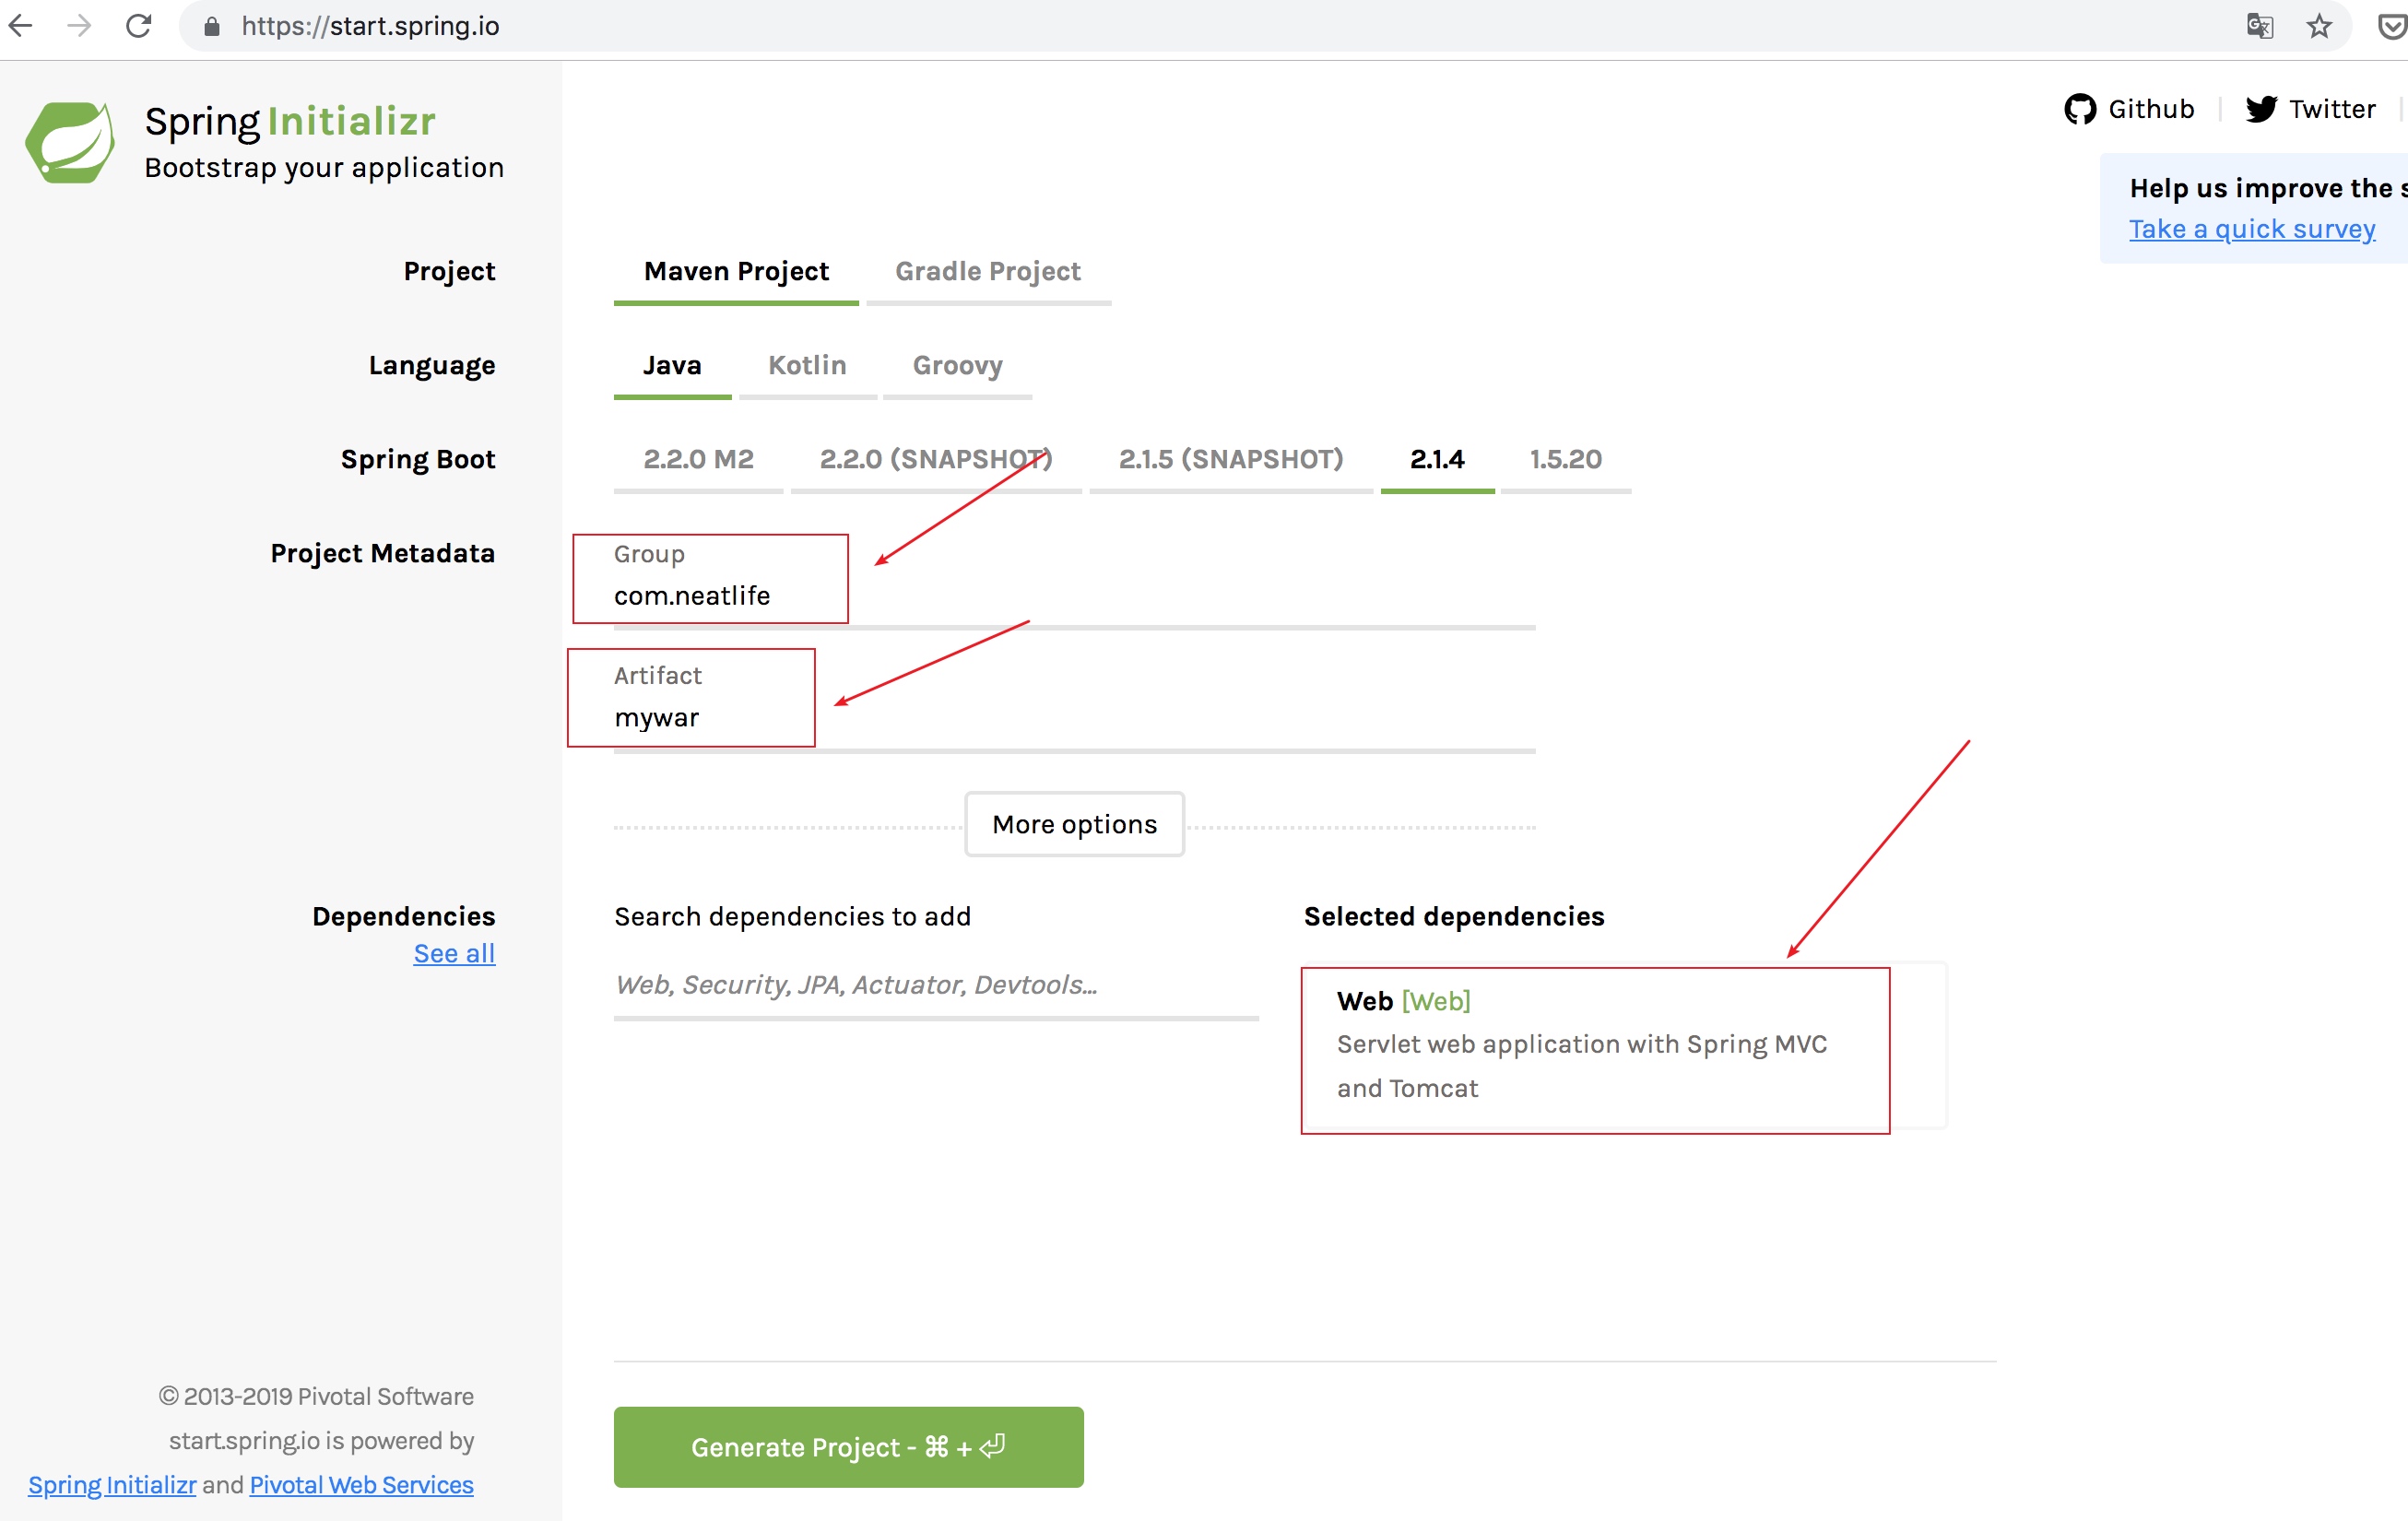 https://start.spring.io
Spring Initializr
Bootstrap your application
Github
Twitter
Help us improve the s
Take a quick survey
Project
Maven Project
Gradle Project
Language
Java
Kotlin
Groovy
Spring Boot
2.2.0 M2
2.2.0 (SNAPSHOT)
2.1.5 (SNAPSHOT)
2.1.4
1.5.20
Project Metadata
Group
com.neatlife
Artifact
mywar
More options
Dependencies
See all
Search dependencies to add
Web, Security, JPA, Actuator, Devtools...
Selected dependencies
Web [Web]
Servlet web application with Spring MVC
and Tomcat
© 2013-2019 Pivotal Software
start.spring.io is powered by
Spring Initializr and Pivotal Web Services
Generate Project - ⌘ + ⏎